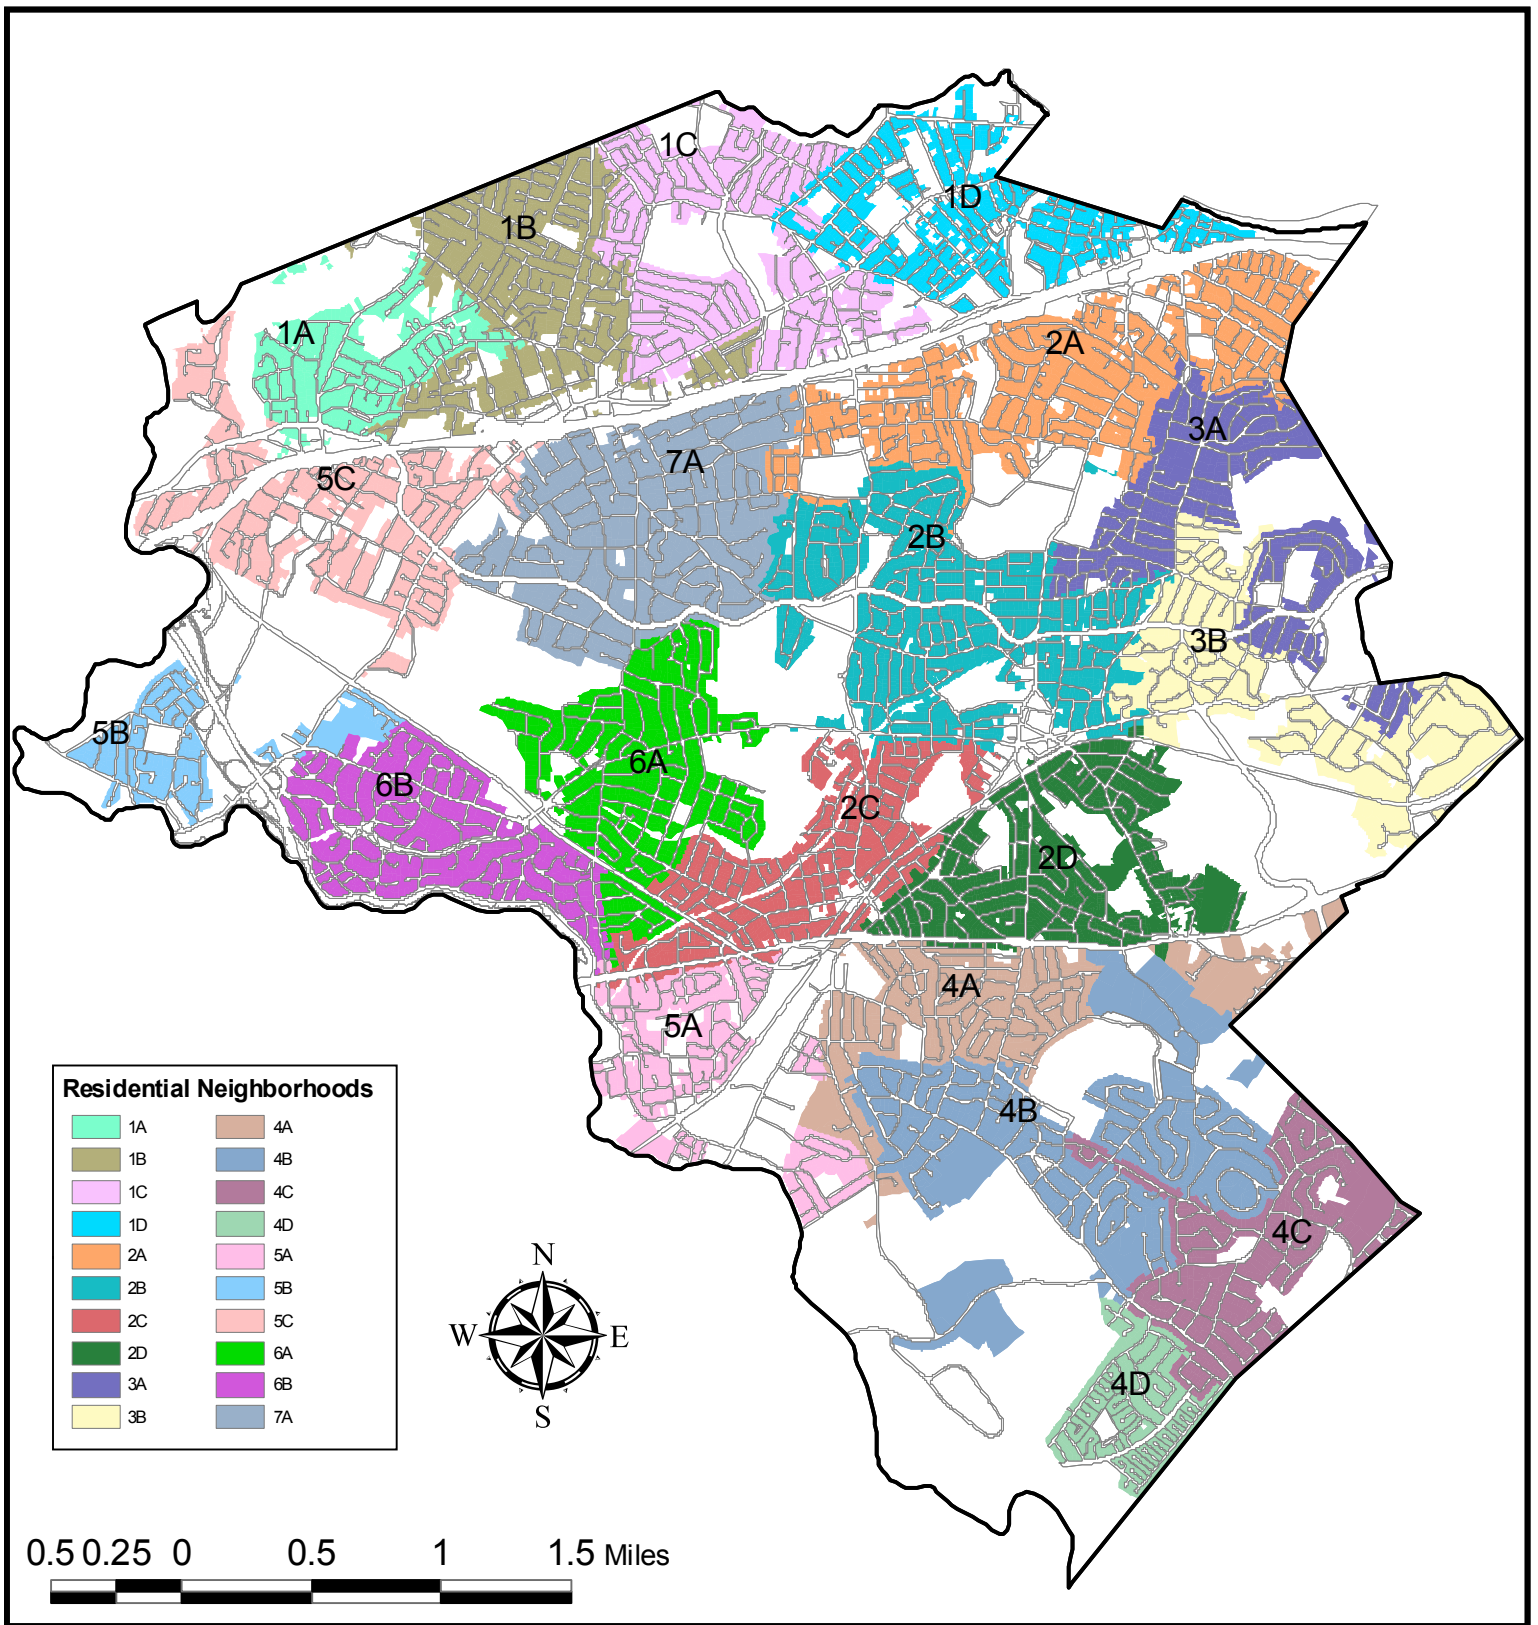 1C
1D
1B
1A
2A
3A
7A
5C
2B
3B
5B
6A
6B
2C
2D
4A
5A
4B
4C
4D
Residential Neighborhoods
1A 4A
1B 4B
1C 4C
1D 4D
2A 5A
2B 5B
2C 5C
2D 6A
3A 6B
3B 7A
N
W E
S
0.5 0.25 0 0.5 1 1.5 Miles